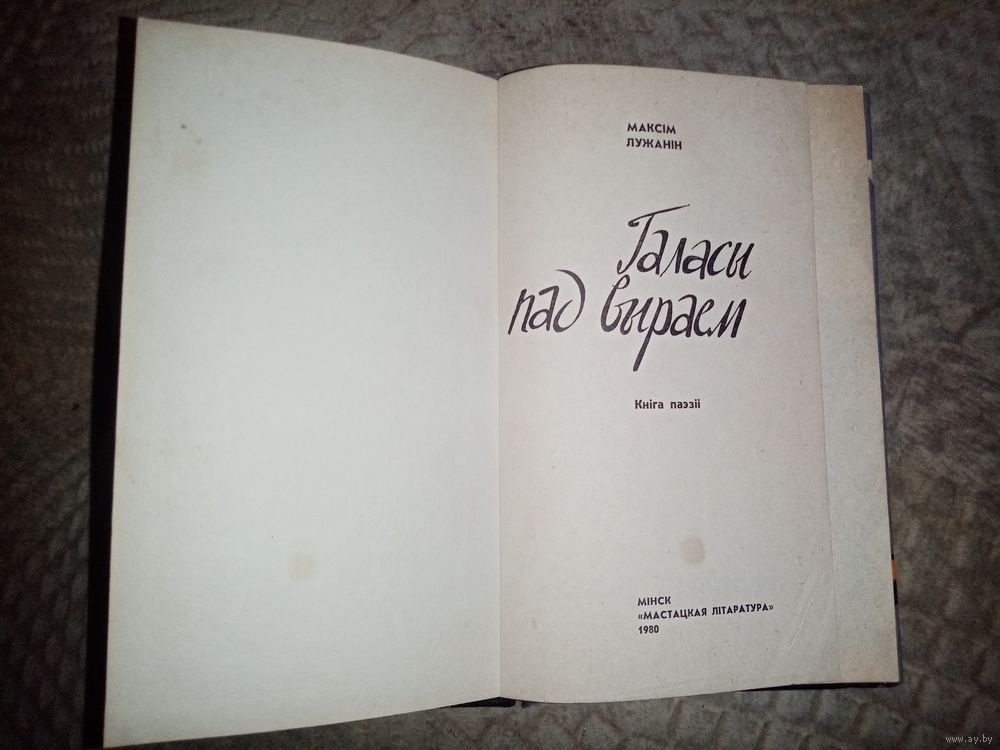 МАКСІМ
ЛУЖАНІН
Галасы
пад выраем
Кніга паэзіі
МІНСК
«МАСТАЦКАЯ ЛІТАРАТУРА»
1980
www.ay.by